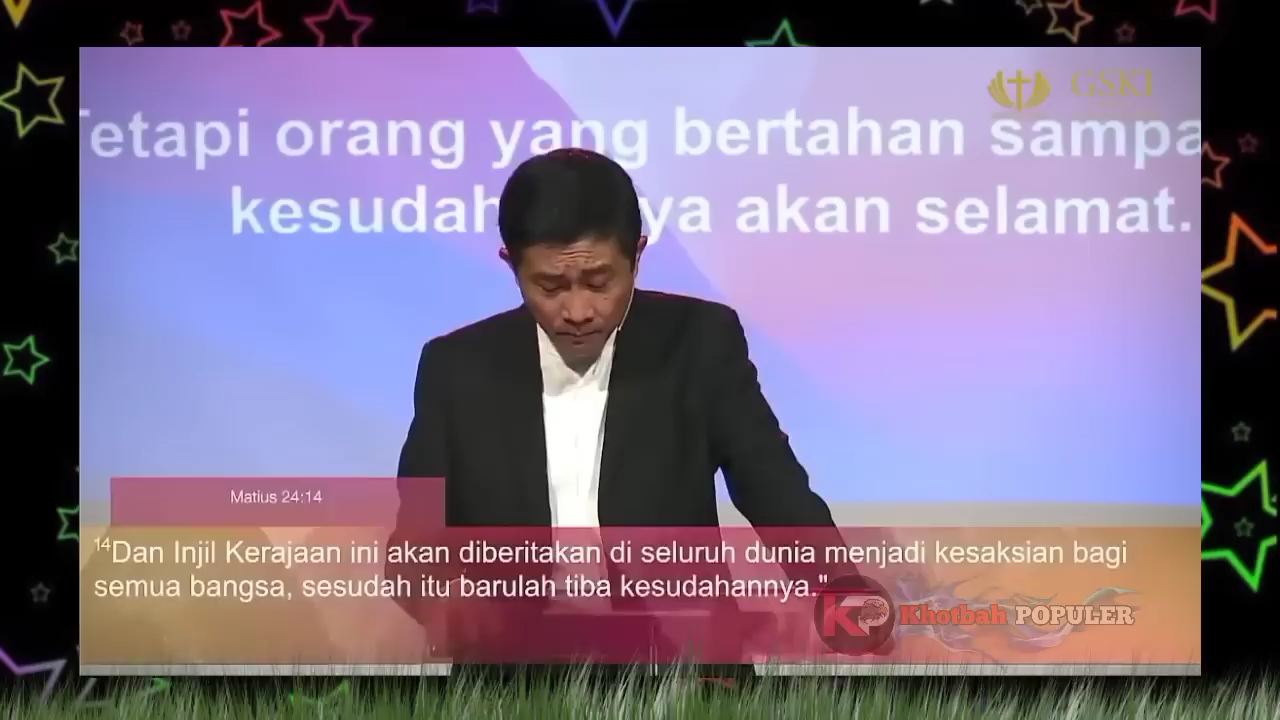 GSKI
Tetapi orang yang bertahan sampa
kesudah ya akan selamat.
Matius 24:14
14Dan Injil Kerajaan ini akan diberitakan di seluruh dunia menjadi kesaksian bagi
semua bangsa, sesudah itu barulah tiba kesudahannya."
KP Khotbah POPULER